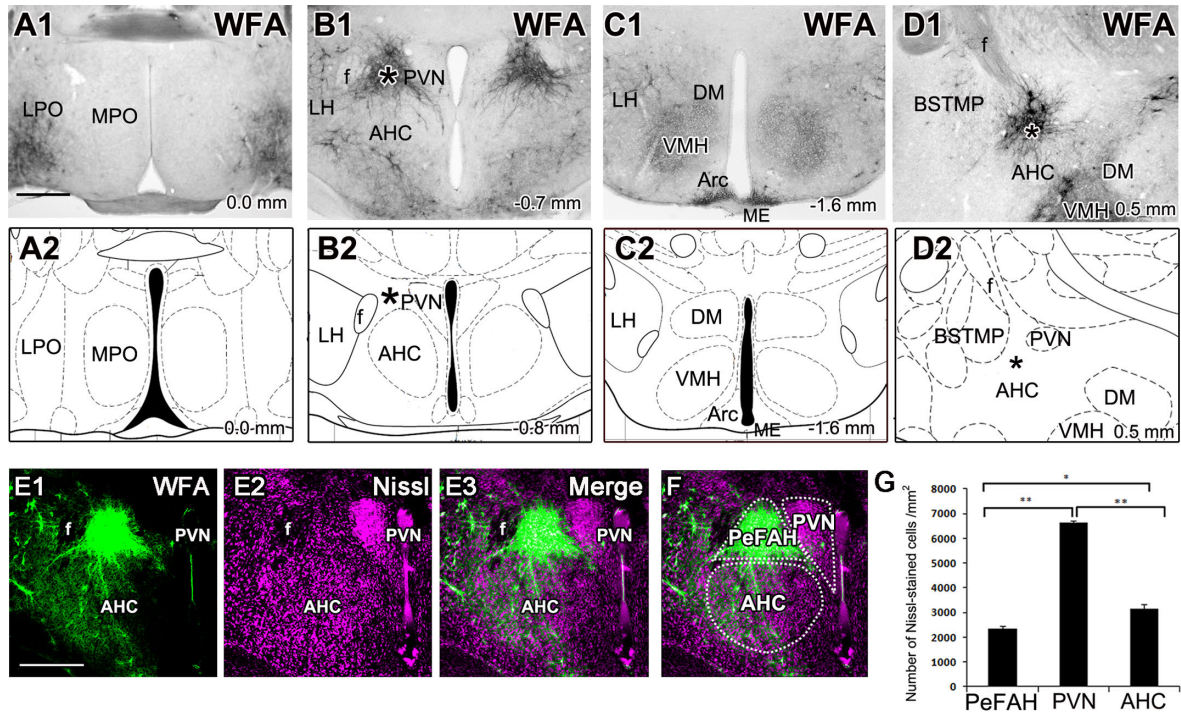 A1 WFA
LPO MPO
0.0 mm
B1 WFA
f * PVN
LH
AHC
-0.7 mm
C1 WFA
LH DM
VMH
Arc
ME -1.6 mm
D1 WFA
f
BSTMP
*
AHC DM
VMH 0.5 mm
A2
LPO MPO
0.0 mm
B2
* PVN
f
LH
AHC
-0.8 mm
C2
LH DM
VMH
Arc
ME -1.6 mm
D2
f
BSTMP PVN
*
AHC
DM
VMH 0.5 mm
E1 WFA
f PVN
AHC
E2 Nissl
f PVN
AHC
E3 Merge
f PVN
AHC
F
PVN
PeFAH
AHC
G
Number of Nissl-stained cells /mm²
8000
7000
6000
5000
4000
3000
2000
1000
0
*
** **
PeFAH PVN AHC